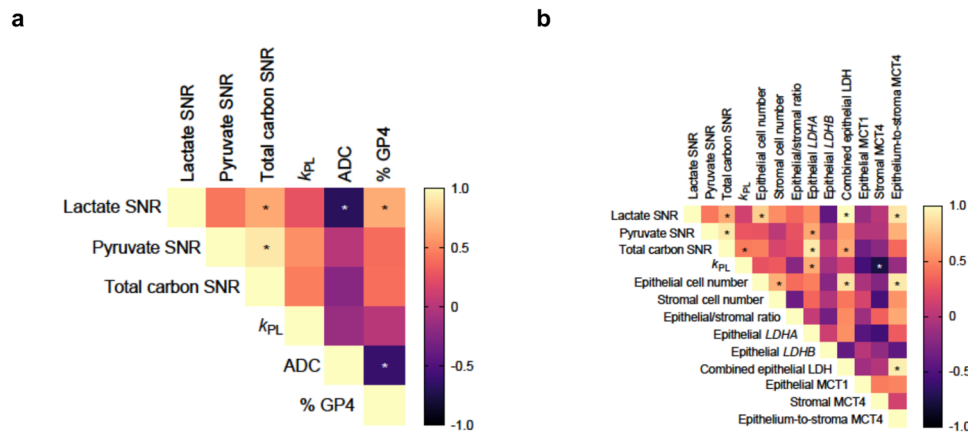 a
Lactate SNR
Pyruvate SNR
Total carbon SNR
kPL
ADC
% GP4
Lactate SNR
* * *
Pyruvate SNR
*
Total carbon SNR
kPL
ADC
*
% GP4
1.0
0.5
0
-0.5
-1.0
b
Lactate SNR
Pyruvate SNR
Total carbon SNR
kPL
Epithelial cell number
Stromal cell number
Epithelial/stromal ratio
Epithelial LDHA
Epithelial LDHB
Combined epithelial LDH
Epithelial MCT1
Stromal MCT4
Epithelium-to-stroma MCT4
Lactate SNR
* * * *
Pyruvate SNR
* *
Total carbon SNR
* * *
kPL
* *
Epithelial cell number
* * *
Stromal cell number
Epithelial/stromal ratio
Epithelial LDHA
Epithelial LDHB
Combined epithelial LDH
*
Epithelial MCT1
Stromal MCT4
Epithelium-to-stroma MCT4
1.0
0.5
0
-0.5
-1.0